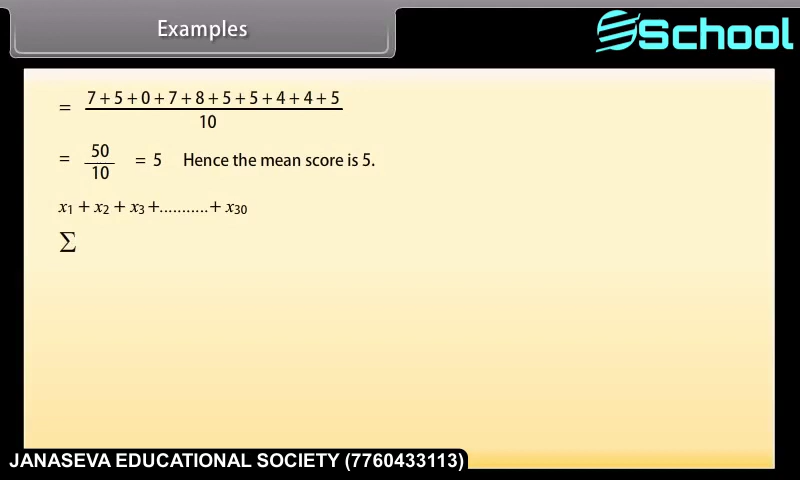 Examples
School
= 7 + 5 + 0 + 7 + 8 + 5 + 5 + 4 + 4 + 5
10
= 50 = 5 Hence the mean score is 5.
10
x1 + x2 + x3 +...........+ x30
Σ
JANASEVA EDUCATIONAL SOCIETY (7760433113)